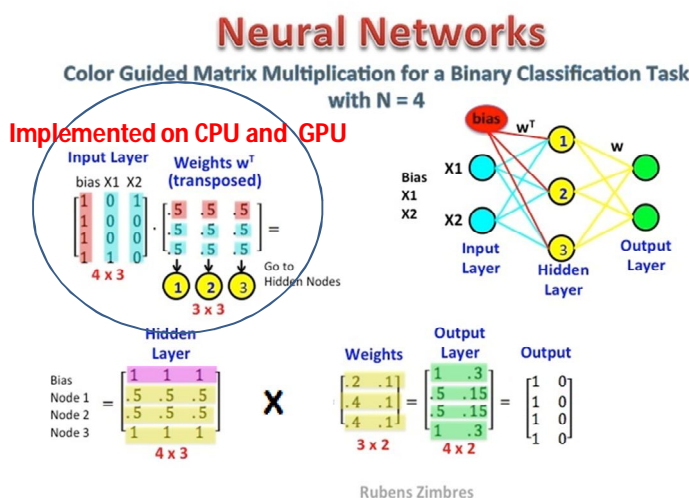 Neural Networks
Color Guided Matrix Multiplication for a Binary Classification Task
with N = 4
Implemented on CPU and GPU
Input Layer
bias X1 X2
1 0 1
1 0 0
1 0 0
1 1 0
4 x 3
.
Weights wᵀ
(transposed)
.5 .5 .5
.5 .5 .5
.5 .5 .5
=
Go to
Hidden Nodes
1 2 3
3 x 3
bias
wᵀ
w
Bias
X1
X2
X1
X2
1
2
3
Input
Layer
Hidden
Layer
Output
Layer
Hidden
Layer
Bias
Node 1
Node 2
Node 3
=
1 1 1
.5 .5 .5
.5 .5 .5
1 1 1
4 x 3
X
Weights
.2 .1
.4 .1
.4 .1
3 x 2
=
Output
Layer
1 .3
.5 .15
.5 .15
1 .3
4 x 2
=
Output
1 0
1 0
1 0
1 0
Rubens Zimbres